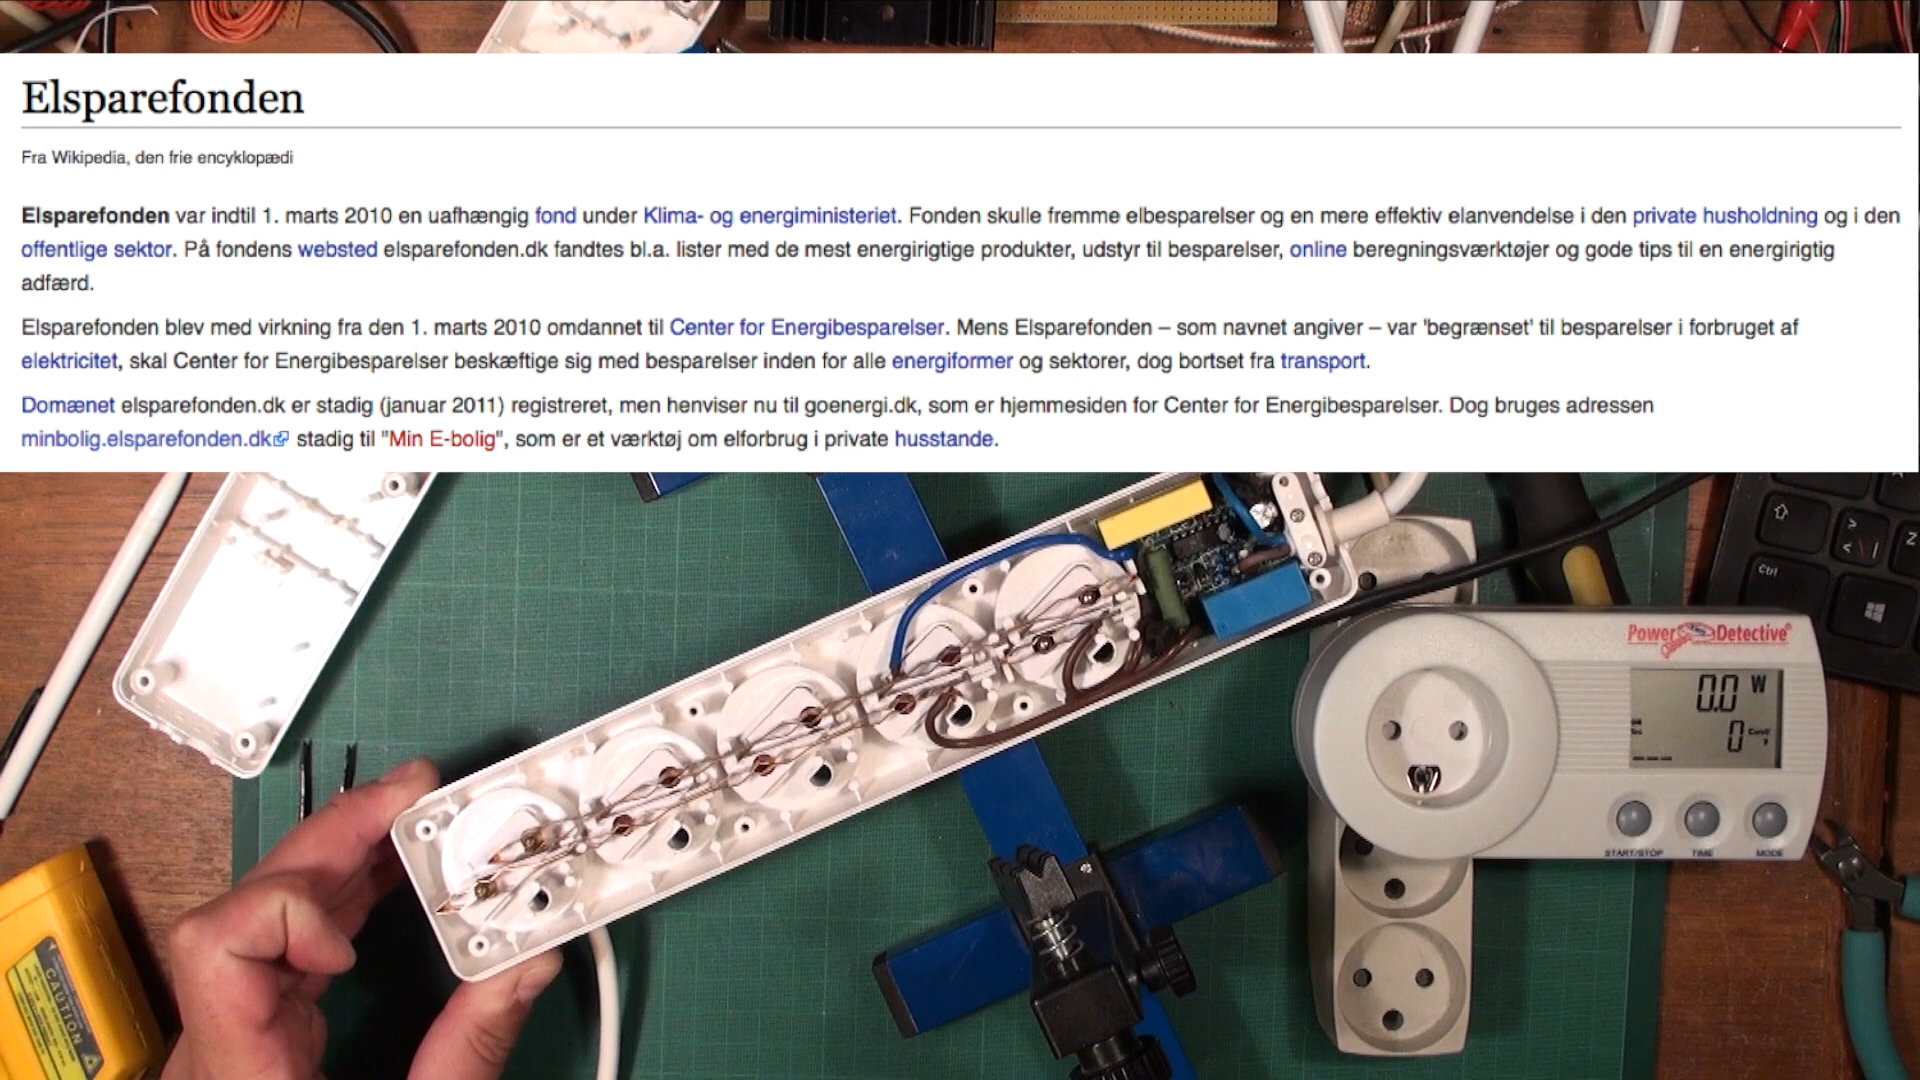 Elsparefonden
Fra Wikipedia, den frie encyklopædi
Elsparefonden var indtil 1. marts 2010 en uafhængig fond under Klima- og energiministeriet. Fonden skulle fremme elbesparelser og en mere effektiv elanvendelse i den private husholdning og i den
offentlige sektor. På fondens websted elsparefonden.dk fandtes bl.a. lister med de mest energirigtige produkter, udstyr til besparelser, online beregningsværktøjer og gode tips til en energirigtig
adfærd.
Elsparefonden blev med virkning fra den 1. marts 2010 omdannet til Center for Energibesparelser. Mens Elsparefonden – som navnet angiver – var 'begrænset' til besparelser i forbruget af
elektricitet, skal Center for Energibesparelser beskæftige sig med besparelser inden for alle energiformer og sektorer, dog bortset fra transport.
Domænet elsparefonden.dk er stadig (januar 2011) registreret, men henviser nu til goenergi.dk, som er hjemmesiden for Center for Energibesparelser. Dog bruges adressen
minbolig.elsparefonden.dk stadig til "Min E-bolig", som er et værktøj om elforbrug i private husstande.
Power Detective
0.0 W
0
START/STOP TIME MODE
CAUTION
Ctrl
Z